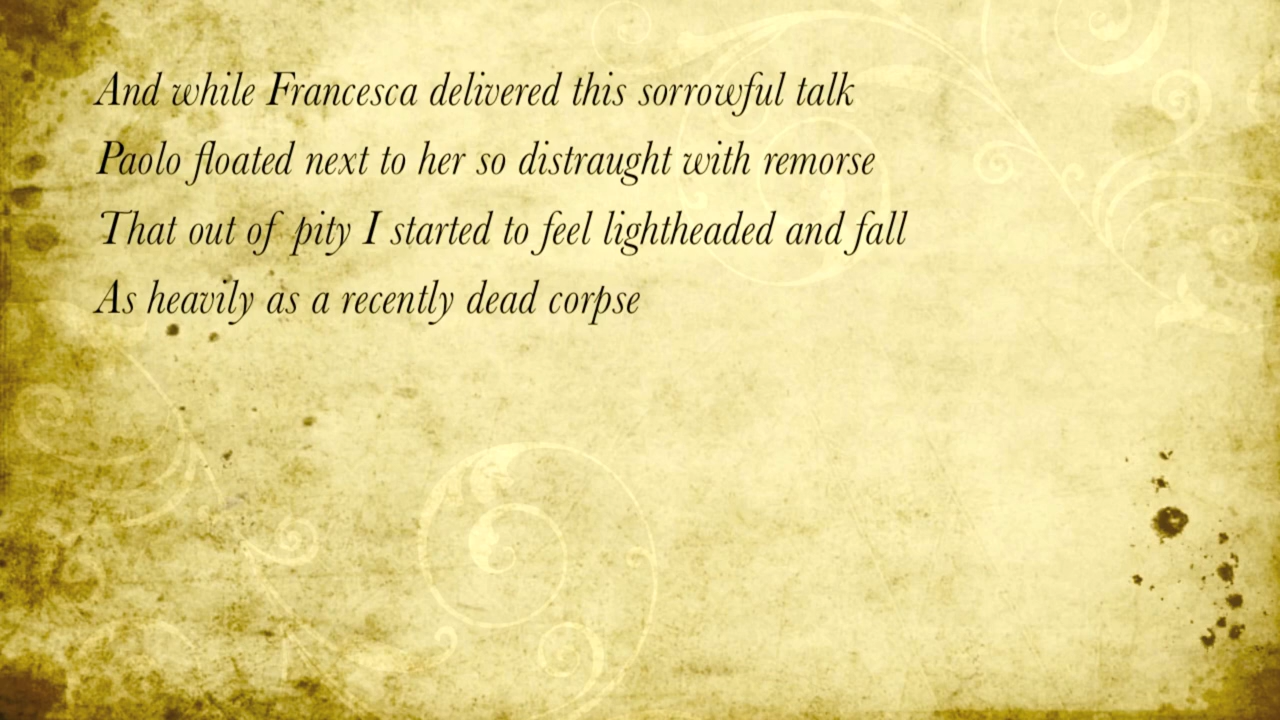 And while Francesca delivered this sorrowful talk
Paolo floated next to her so distraught with remorse
That out of pity I started to feel lightheaded and fall
As heavily as a recently dead corpse